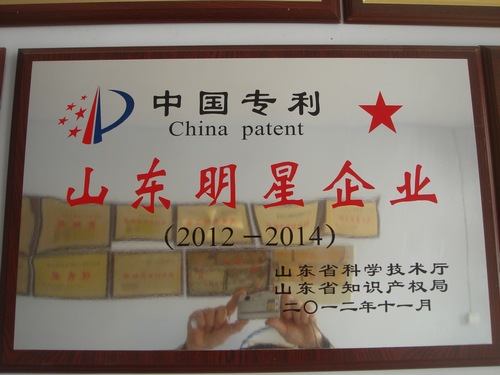 中国专利
China patent
山东明星企业
(2012-2014)
山东省科学技术厅
山东省知识产权局
二〇一二年十一月